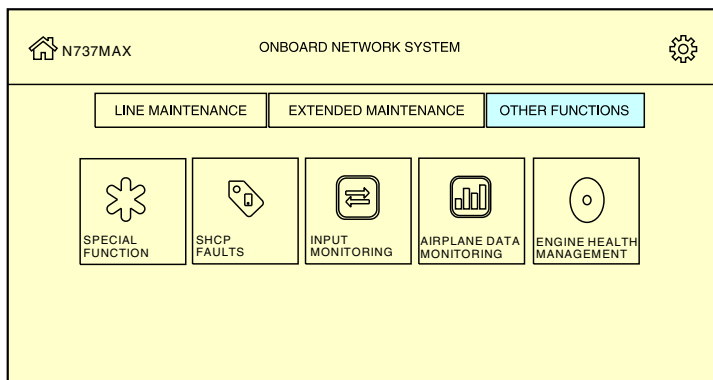 N737MAX
ONBOARD NETWORK SYSTEM
LINE MAINTENANCE
EXTENDED MAINTENANCE
OTHER FUNCTIONS
SPECIAL
FUNCTION
SHCP
FAULTS
INPUT
MONITORING
AIRPLANE DATA
MONITORING
ENGINE HEALTH
MANAGEMENT